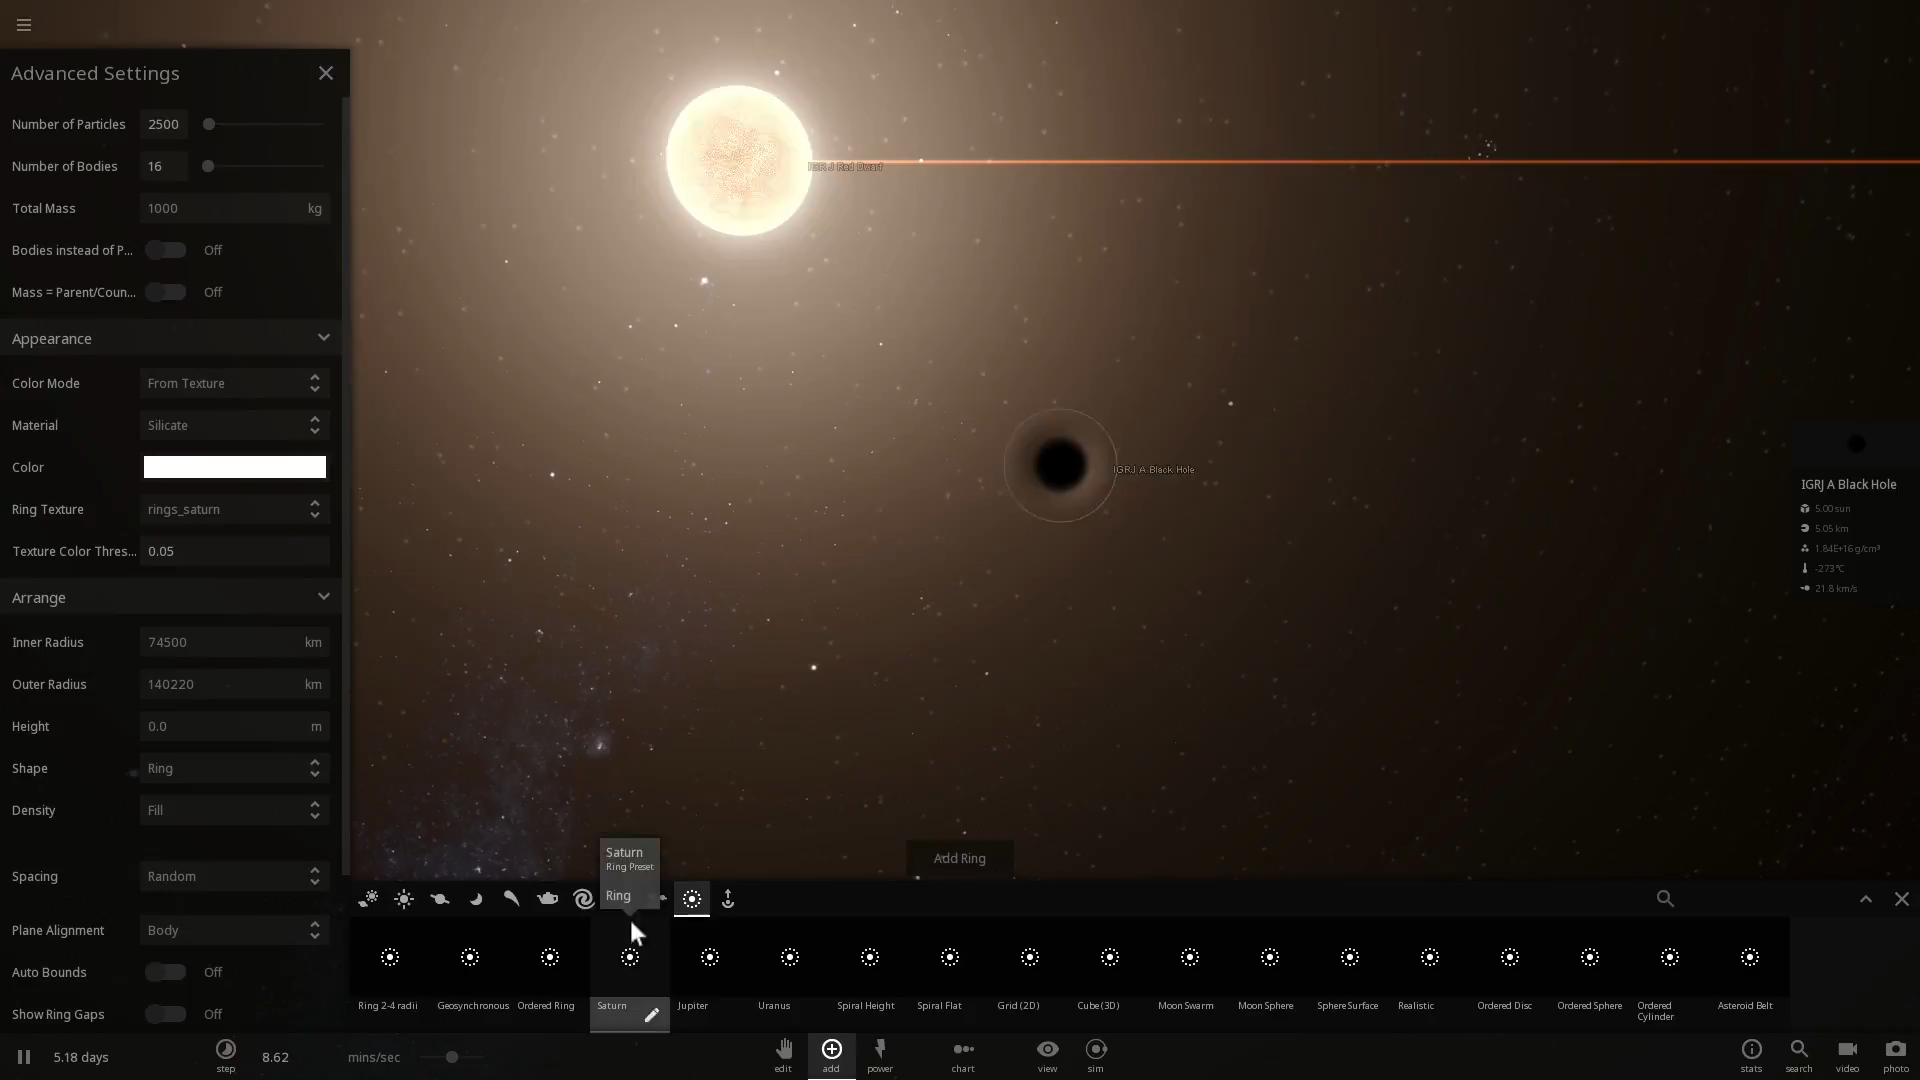 Advanced Settings
Number of Particles 2500
Number of Bodies 16
Total Mass 1000 kg
Bodies instead of P... Off
Mass = Parent/Coun... Off
Appearance
Color Mode From Texture
Material Silicate
Color
Ring Texture rings_saturn
Texture Color Thres... 0.05
Arrange
Inner Radius 74500 km
Outer Radius 140220 km
Height 0.0 m
Shape Ring
Density Fill
Spacing Random
Plane Alignment Body
Auto Bounds Off
Show Ring Gaps Off
IGR J Red Dwarf
IGRJ A Black Hole
IGRJ A Black Hole
5.00 sun
5.05 km
1.84E+16 g/cm³
-273°C
21.8 km/s
Add Ring
Saturn
Ring Preset
Ring
Ring 2-4 radii Geosynchronous Ordered Ring Saturn Jupiter Uranus Spiral Height Spiral Flat Grid (2D) Cube (3D) Moon Swarm Moon Sphere Sphere Surface Realistic Ordered Disc Ordered Sphere Ordered Cylinder Asteroid Belt
5.18 days step 8.62 mins/sec edit add power chart view sim stats search video photo